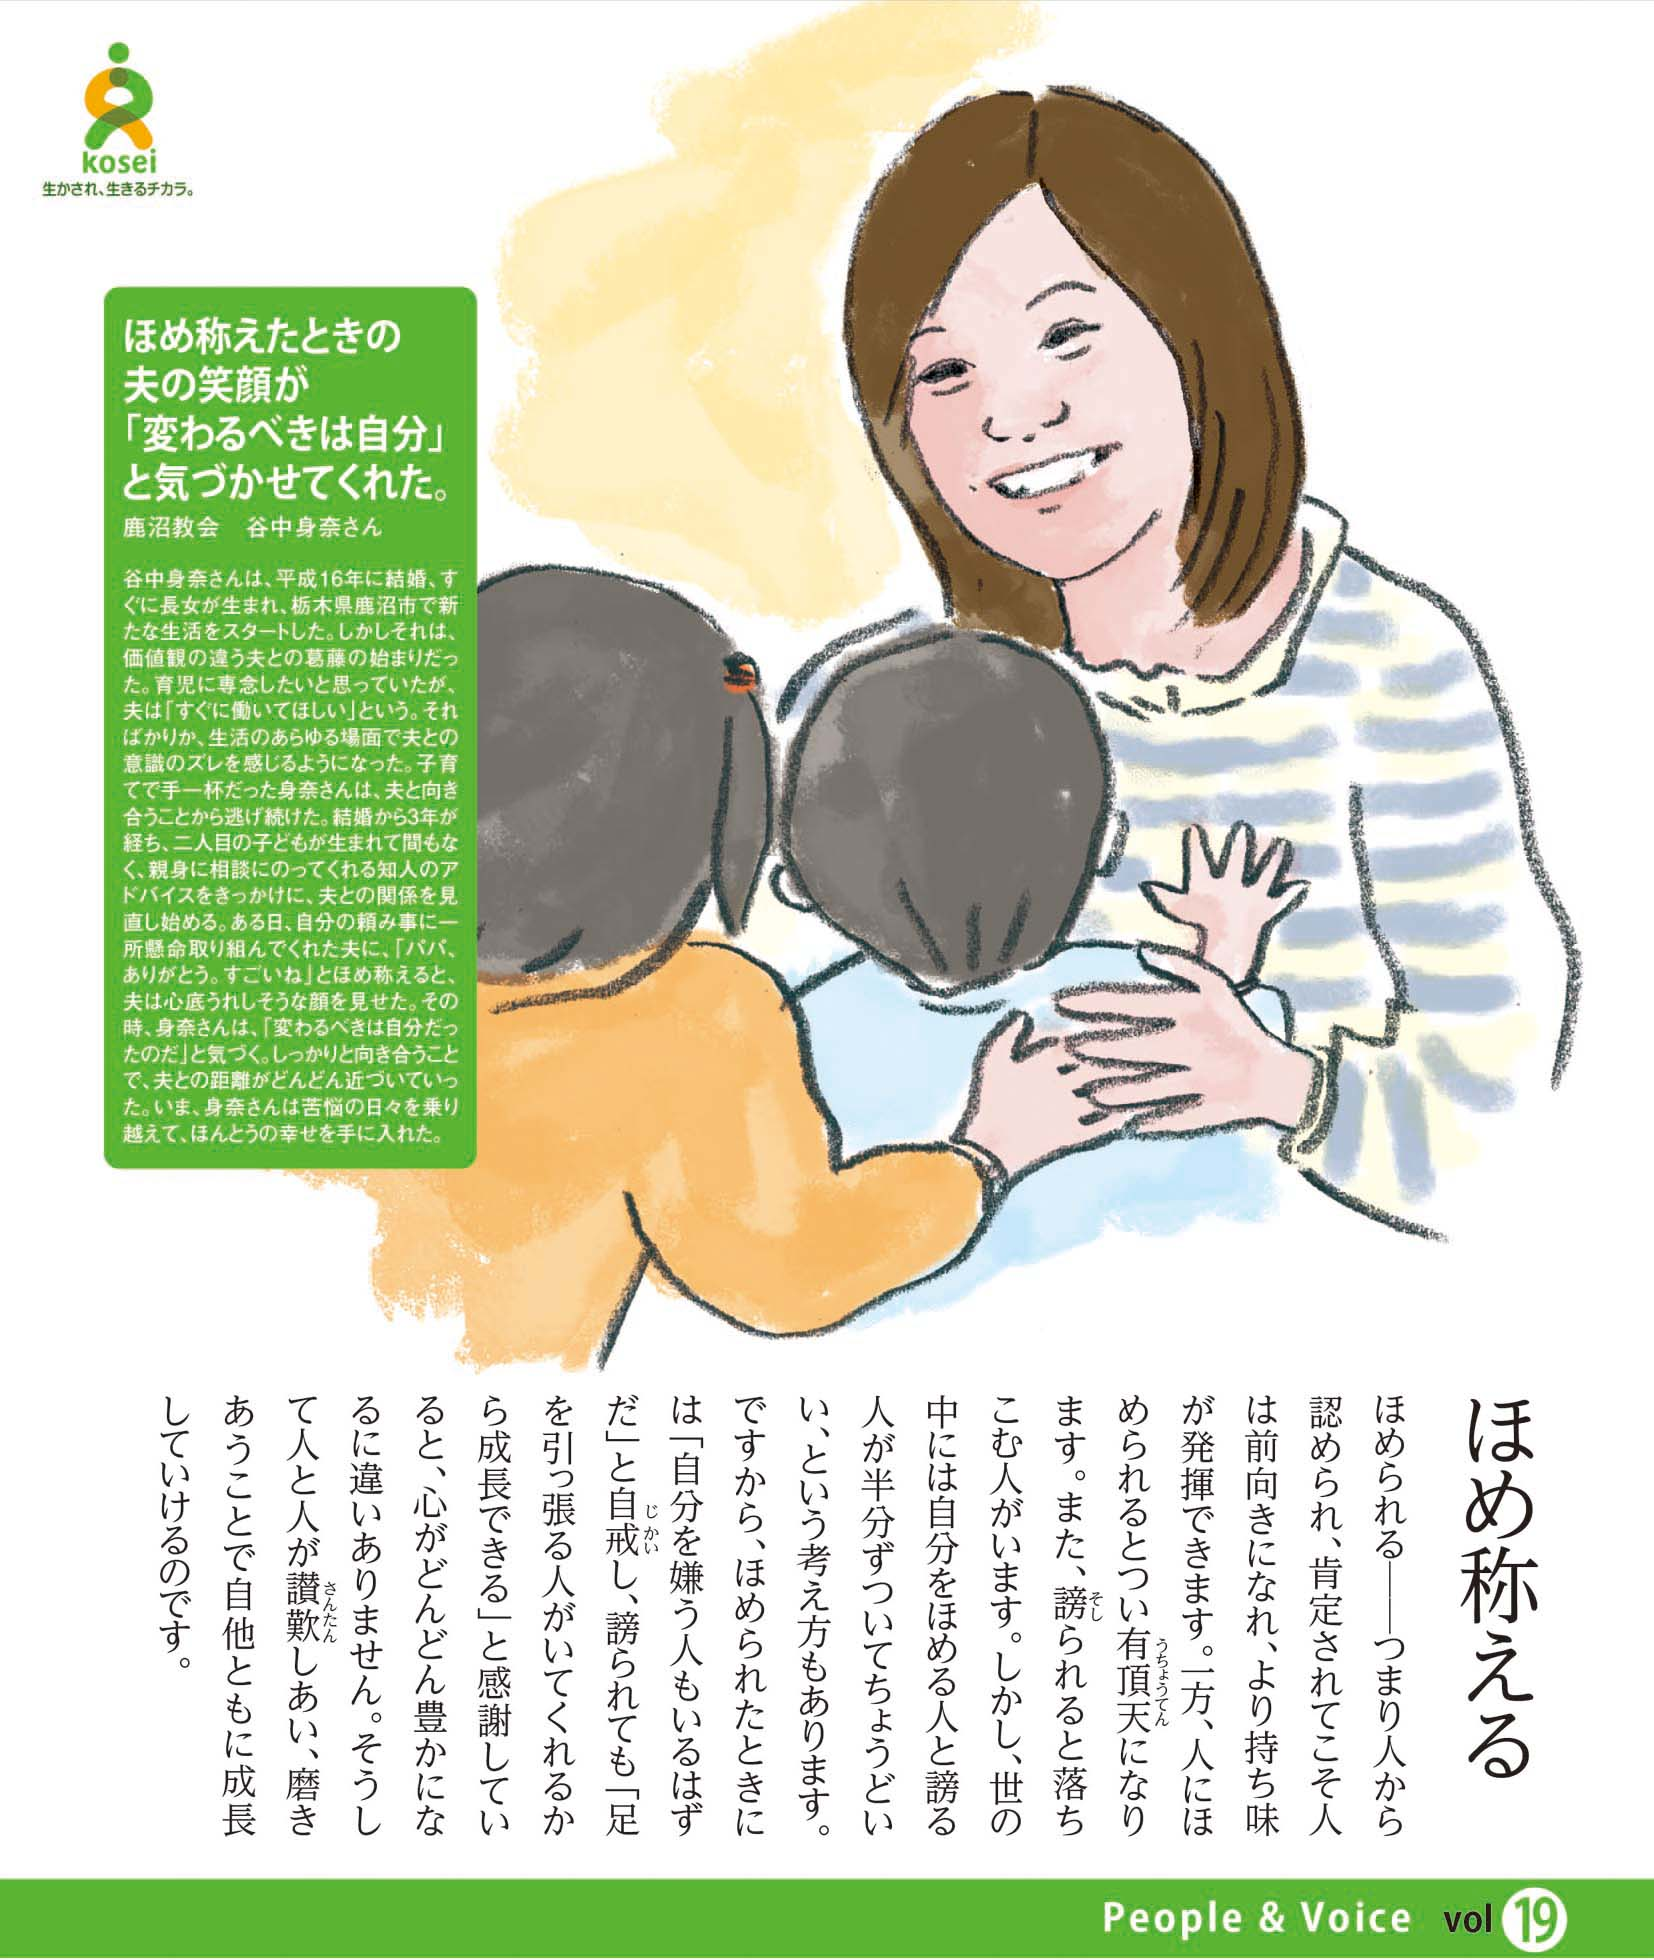 kosei
生かされ、生きるチカラ。
ほめ称えたときの
夫の笑顔が
「変わるべきは自分」
と気づかせてくれた。
鹿沼教会　谷中身奈さん
谷中身奈さんは、平成16年に結婚、す
ぐに長女が生まれ、栃木県鹿沼市で新
たな生活をスタートした。しかしそれは、
価値観の違う夫との葛藤の始まりだっ
た。育児に専念したいと思っていたが、
夫は「すぐに働いてほしい」という。それ
ばかりか、生活のあらゆる場面で夫との
意識のズレを感じるようになった。子育
てで手一杯だった身奈さんは、夫と向き
合うことから逃げ続けた。結婚から3年が
経ち、二人目の子どもが生まれて間もな
く、親身に相談にのってくれる知人のア
ドバイスをきっかけに、夫との関係を見
直し始める。ある日、自分の頼み事に一
所懸命取り組んでくれた夫に、「パパ、
ありがとう。すごいね」とほめ称えると、
夫は心底うれしそうな顔を見せた。その
時、身奈さんは、「変わるべきは自分だっ
たのだ」と気づく。しっかりと向き合うこと
で、夫との距離がどんどん近づいていっ
た。いま、身奈さんは苦悩の日々を乗り
越えて、ほんとうの幸せを手に入れた。
ほめ称える
ほめられる――つまり人から
認められ、肯定されてこそ人
は前向きになれ、より持ち味
が発揮できます。一方、人にほ
められるとつい有頂天になり
うちょうてん
ます。また、謗られると落ち
そし
こむ人がいます。しかし、世の
中には自分をほめる人と謗る
人が半分ずついてちょうどい
い、という考え方もあります。
ですから、ほめられたときに
は「自分を嫌う人もいるはず
だ」と自戒し、謗られても「足
じかい
を引っ張る人がいてくれるか
ら成長できる」と感謝してい
ると、心がどんどん豊かにな
るに違いありません。そうし
て人と人が讃歎しあい、磨き
さんたん
あうことで自他ともに成長
していけるのです。
People & Voice vol 19